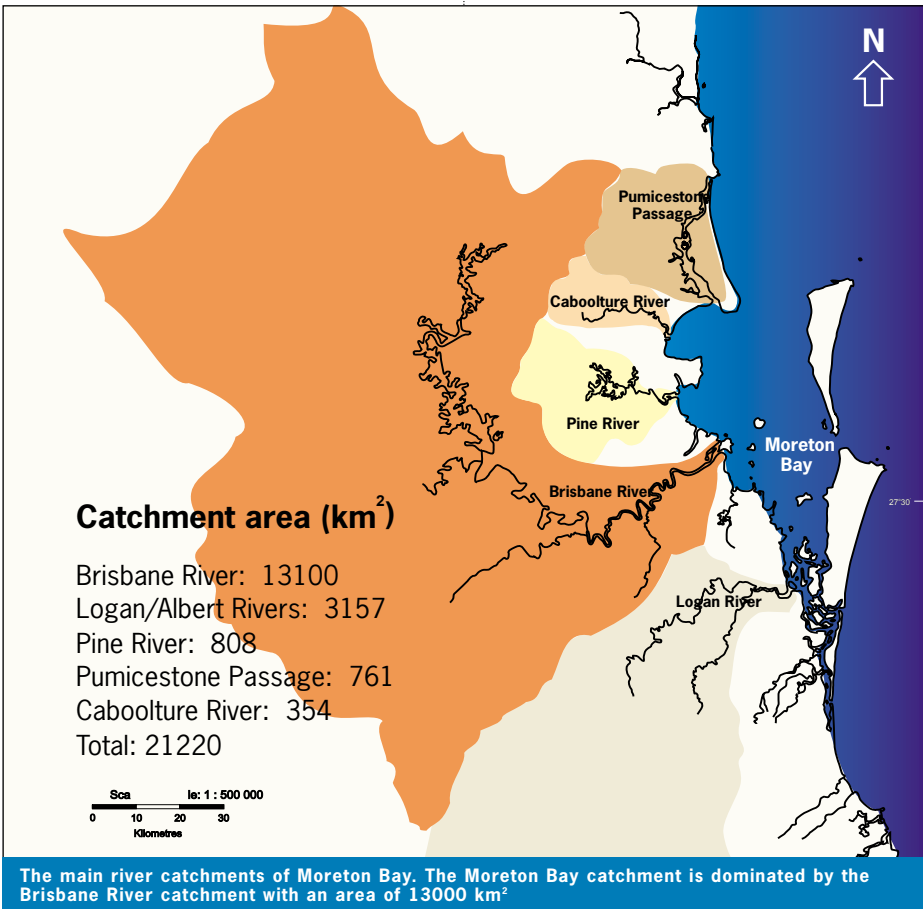 N
Pumicestone
Passage
Caboolture River
Pine River
Moreton
Bay
Brisbane River
27°30
Catchment area (km²)
Brisbane River: 13100
Logan/Albert Rivers: 3157
Logan River
Pine River: 808
Pumicestone Passage: 761
Caboolture River: 354
Total: 21220
Sca le: 1 : 500 000
0 10 20 30
Kilometres
The main river catchments of Moreton Bay. The Moreton Bay catchment is dominated by the
Brisbane River catchment with an area of 13000 km²